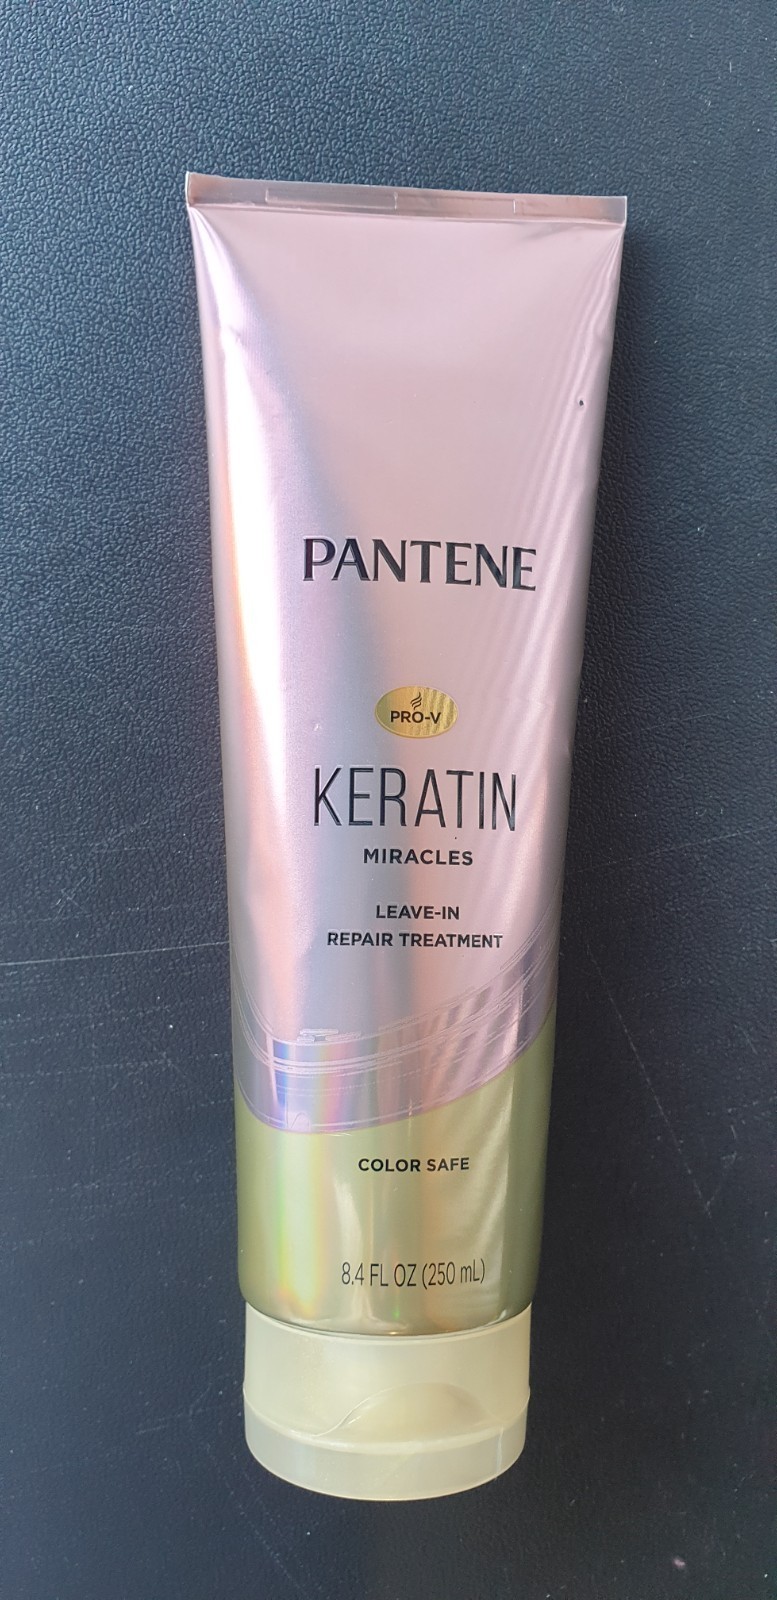 PANTENE
PRO-V
KERATIN
MIRACLES
LEAVE-IN
REPAIR TREATMENT
COLOR SAFE
8.4 FL OZ (250 mL)